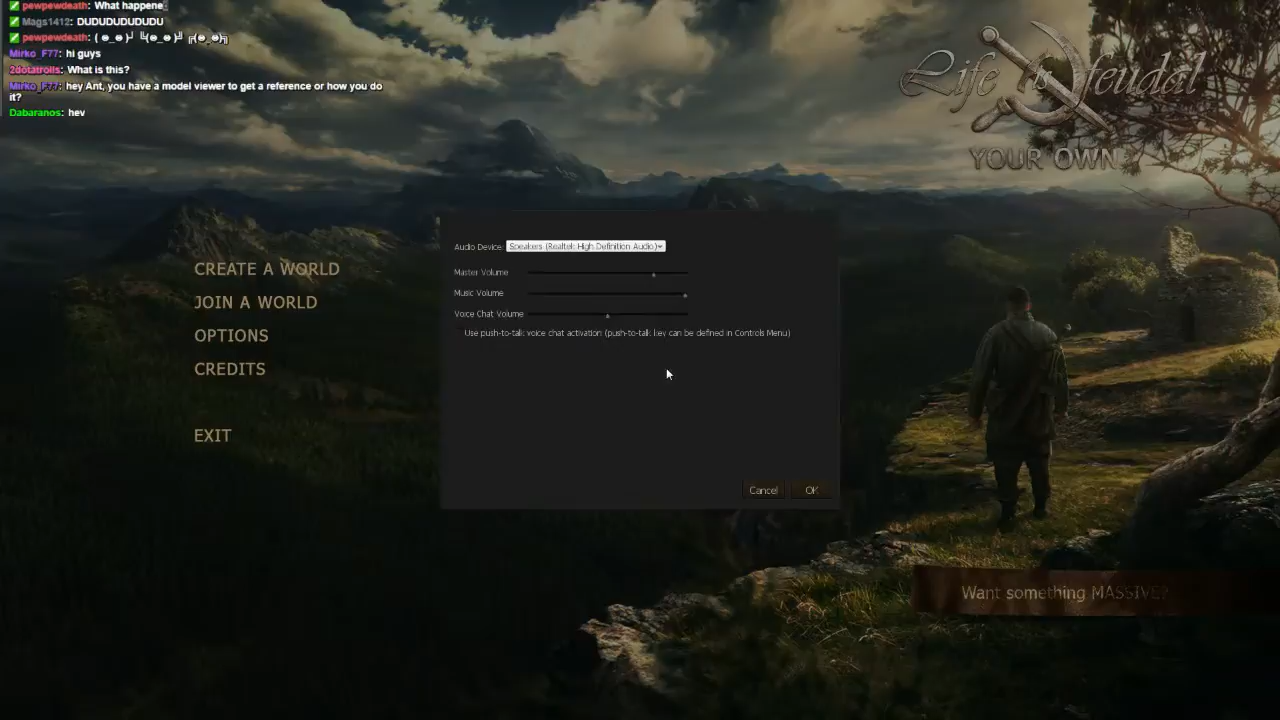 pewpewdeath: What happene
Mags1412: DUDUDUDUDUDU
pewpewdeath:
Mirko_F77: hi guys
2dotatrolls: What is this?
Mirko_F77: hey Ant, you have a model viewer to get a reference or how you do
it?
Dabaranos: hey
Life is feudal
YOUR OWN
CREATE A WORLD
JOIN A WORLD
OPTIONS
CREDITS
EXIT
Audio Device: Speakers (Realtek High Definition Audio)
Master Volume
Music Volume
Voice Chat Volume
Use push-to-talk voice chat activation (push-to-talk key can be defined in Controls Menu)
Cancel OK
Want something MASSIVE?